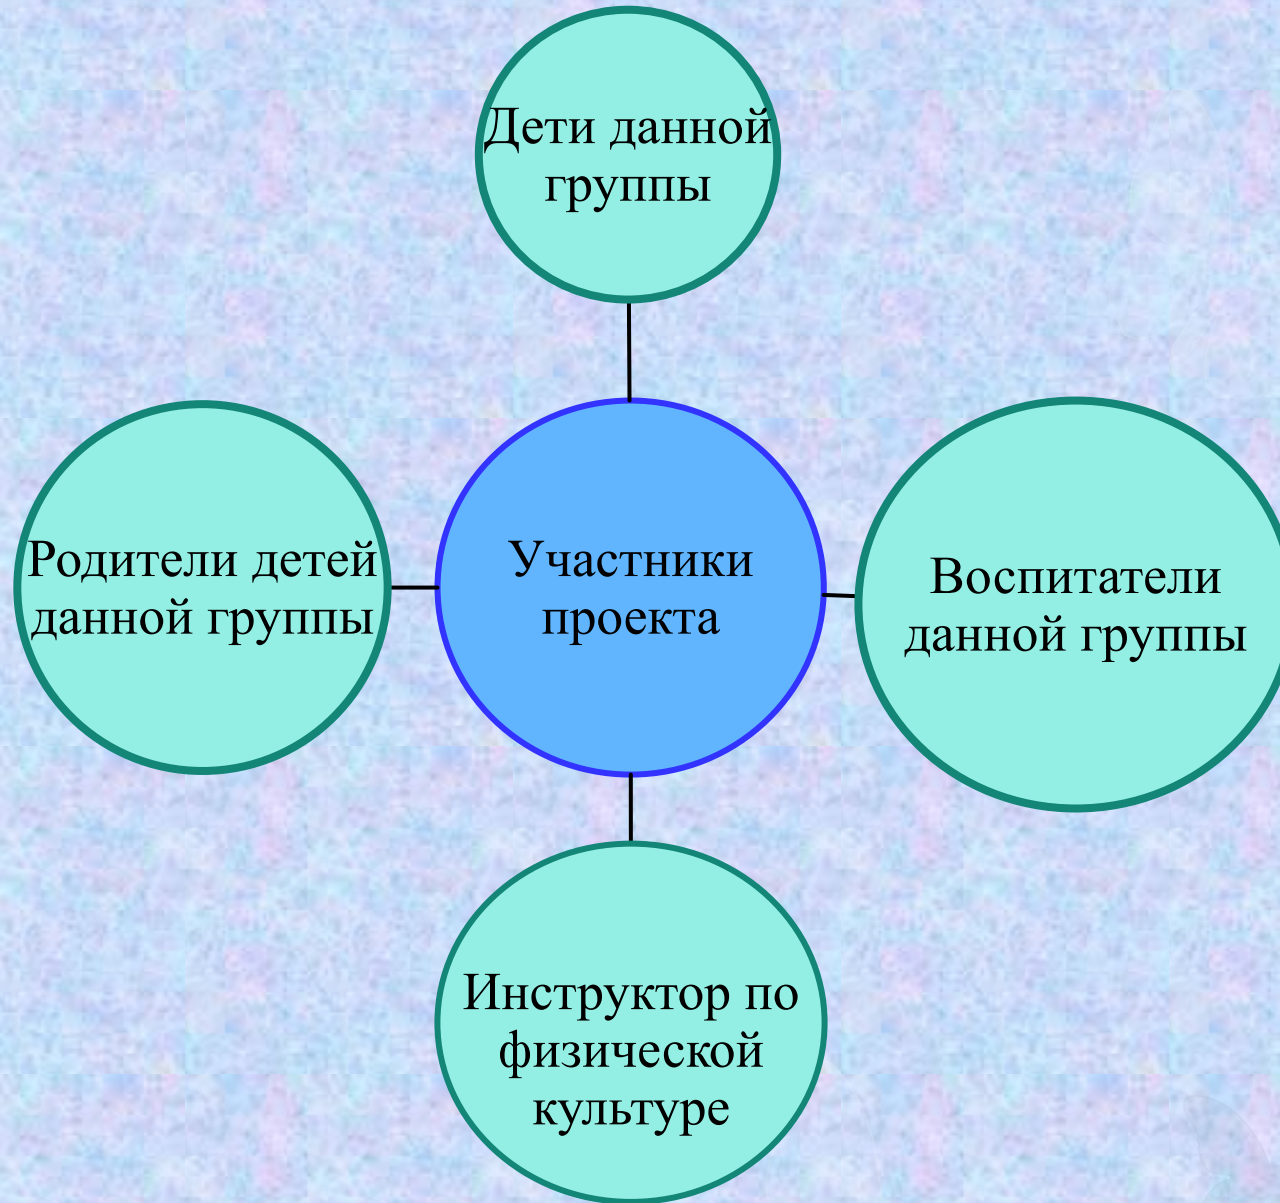 Дети данной
группы
Родители детей
данной группы
Участники
проекта
Воспитатели
данной группы
Инструктор по
физической
культуре